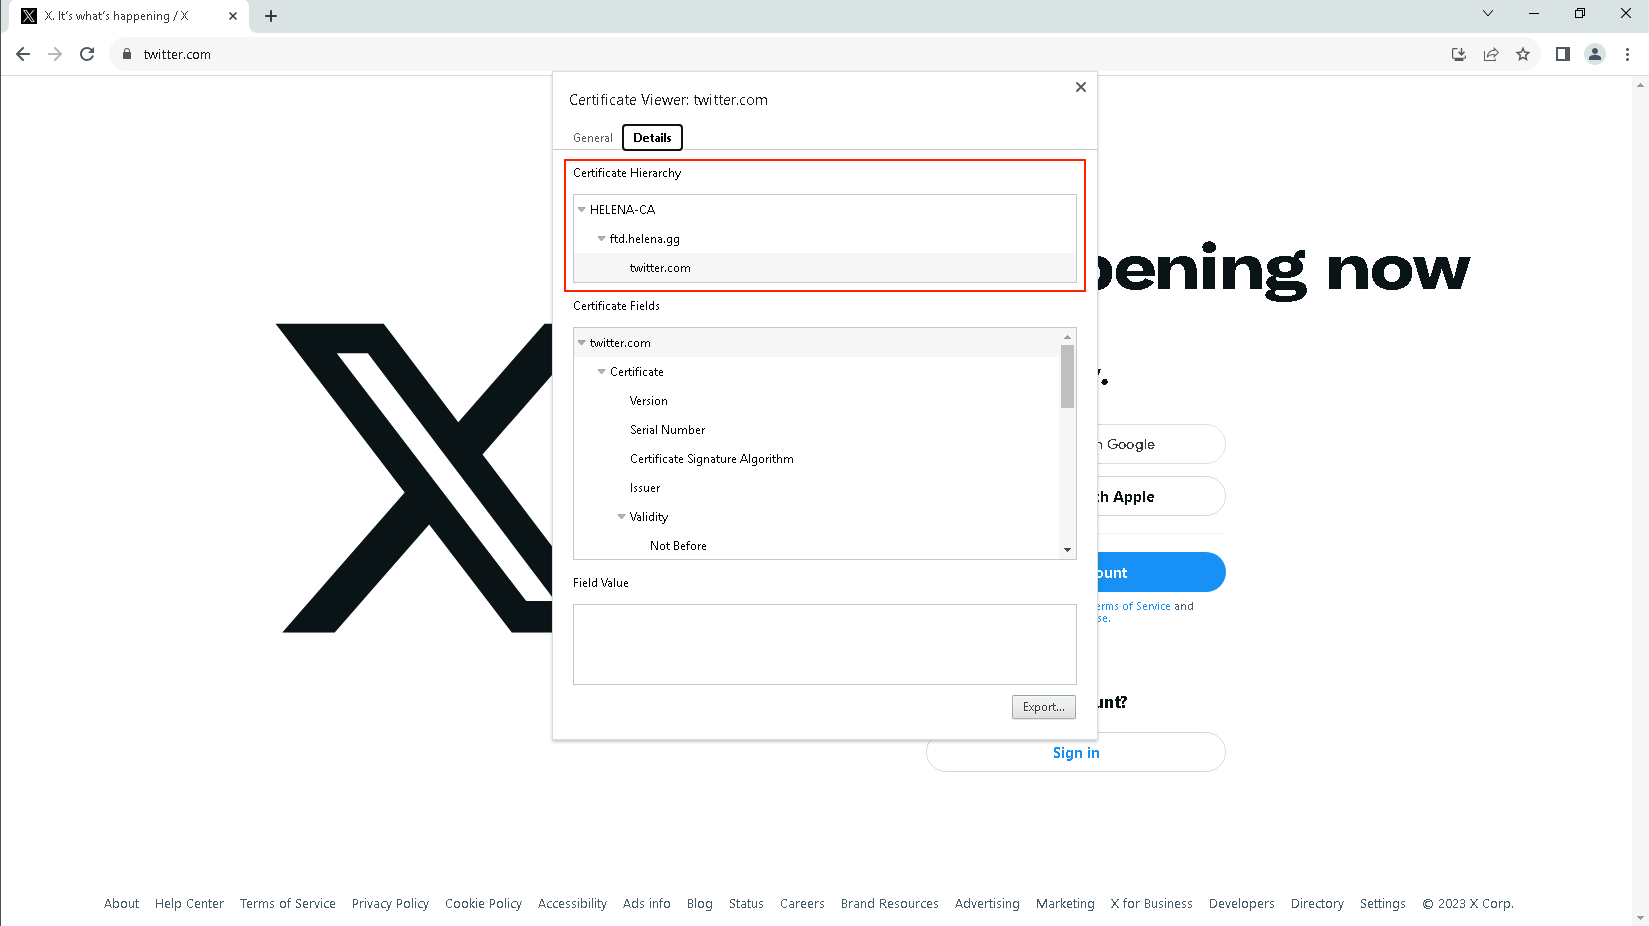 X. It's what's happening / X
twitter.com
Certificate Viewer: twitter.com
General
Details
Certificate Hierarchy
HELENA-CA
ftd.helena.gg
twitter.com
pening now
Certificate Fields
twitter.com
Certificate
Version
Serial Number
Certificate Signature Algorithm
Issuer
Validity
Not Before
Google
h Apple
ount
erms of Service and
se.
Field Value
Export...
unt?
Sign in
About Help Center Terms of Service Privacy Policy Cookie Policy Accessibility Ads info Blog Status Careers Brand Resources Advertising Marketing X for Business Developers Directory Settings © 2023 X Corp.